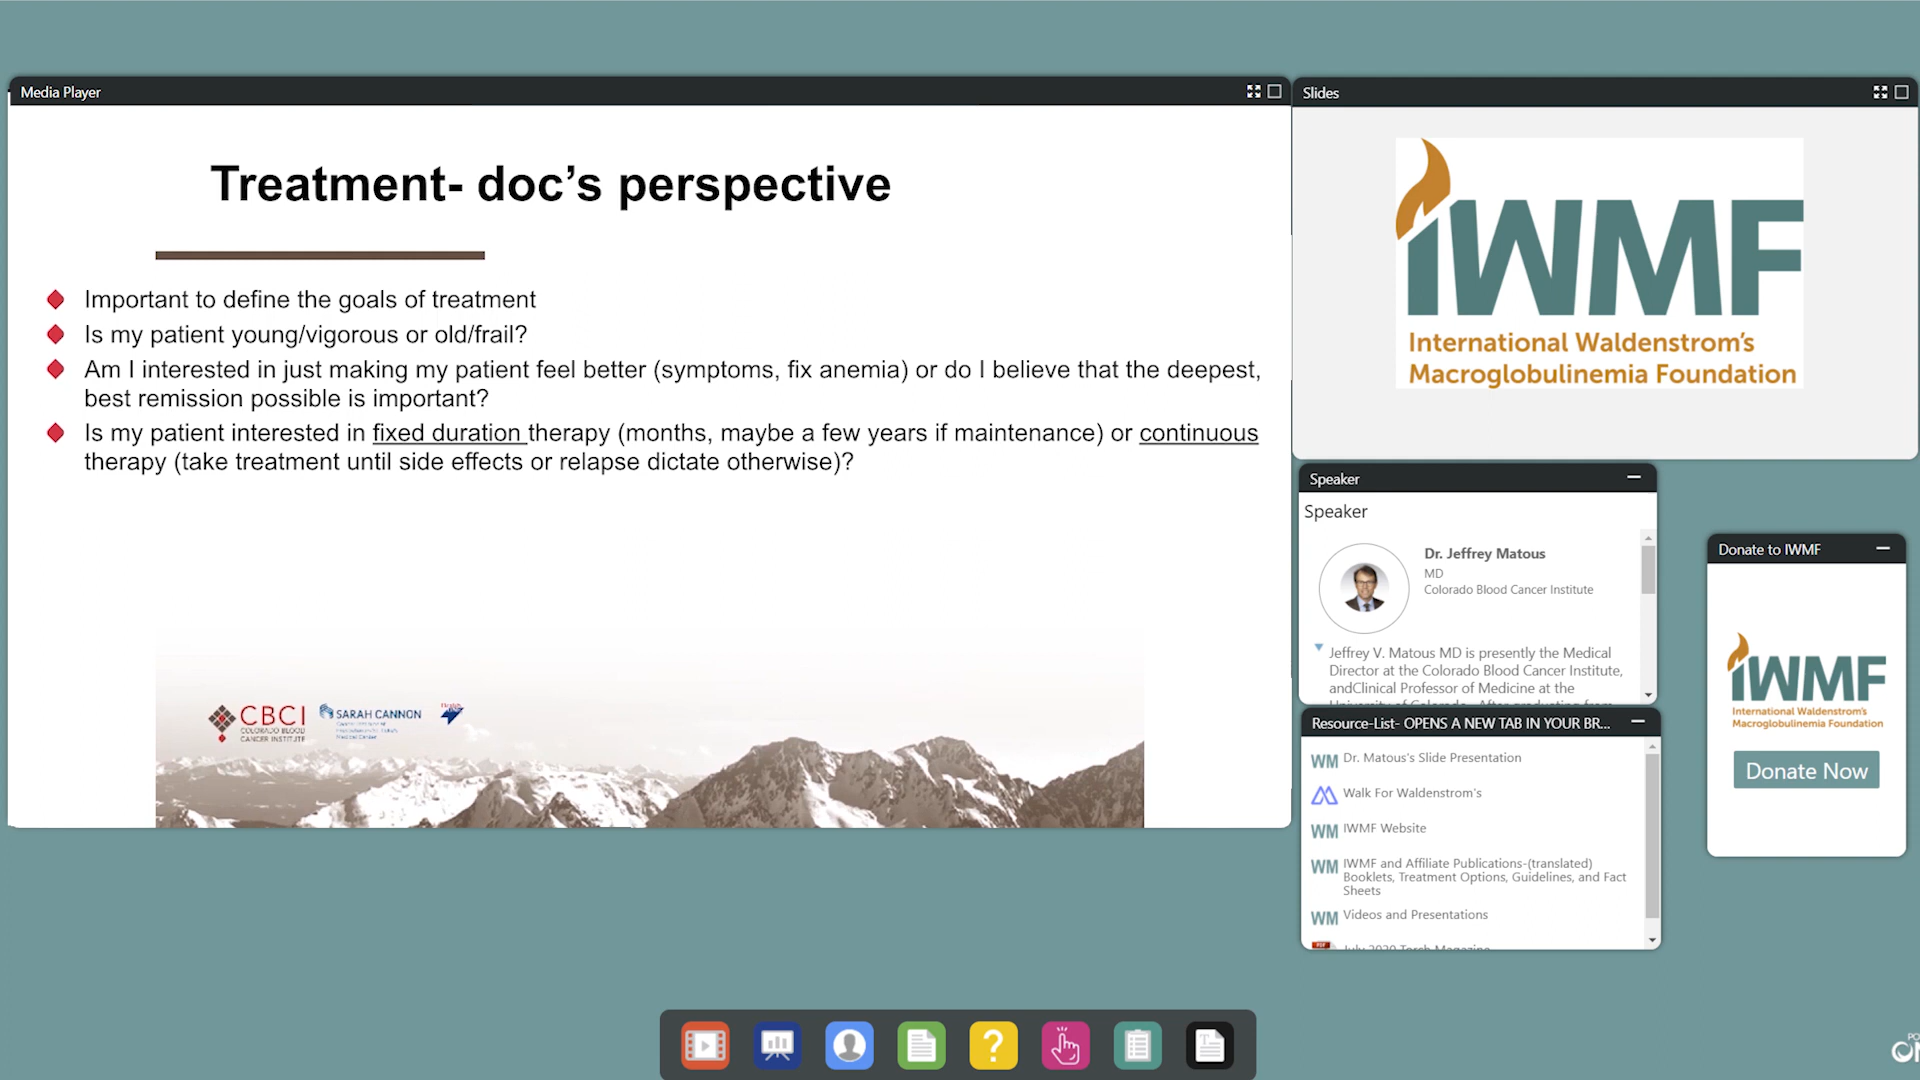 Media Player
Treatment- doc’s perspective
Important to define the goals of treatment
Is my patient young/vigorous or old/frail?
Am I interested in just making my patient feel better (symptoms, fix anemia) or do I believe that the deepest,
best remission possible is important?
Is my patient interested in fixed duration therapy (months, maybe a few years if maintenance) or continuous
therapy (take treatment until side effects or relapse dictate otherwise)?
CBCI
COLORADO BLOOD
CANCER INSTITUTE
SARAH CANNON
Slides
IWMF
International Waldenstrom’s
Macroglobulinemia Foundation
Speaker
Speaker
Dr. Jeffrey Matous
MD
Colorado Blood Cancer Institute
Jeffrey V. Matous MD is presently the Medical
Director at the Colorado Blood Cancer Institute,
andClinical Professor of Medicine at the
Resource-List- OPENS A NEW TAB IN YOUR BR...
WM Dr. Matous's Slide Presentation
Walk For Waldenstrom's
WM IWMF Website
WM IWMF and Affiliate Publications-(translated)
Booklets, Treatment Options, Guidelines, and Fact
Sheets
WM Videos and Presentations
July 2020 Torch Magazine
Donate to IWMF
IWMF
International Waldenstrom's
Macroglobulinemia Foundation
Donate Now
?